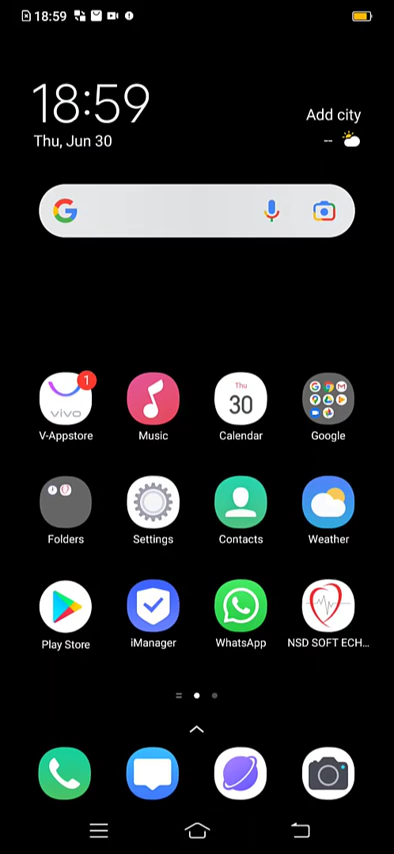 18:59
18:59
Thu, Jun 30
Add city
--
1
vivo
V-Appstore
Music
Thu
30
Calendar
Google
Folders
Settings
Contacts
Weather
Play Store
iManager
WhatsApp
NSD SOFT ECH...